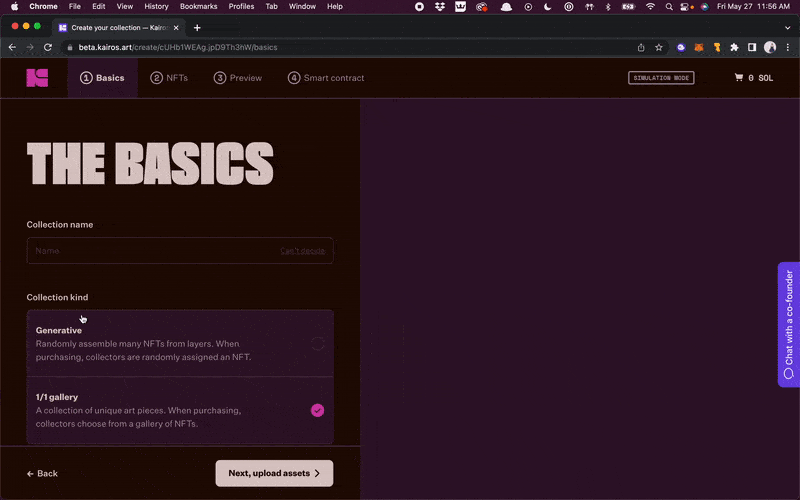 Chrome File Edit View History Bookmarks Profiles Tab Window Help Fri May 27 11:56 AM
Create your collection — Kairos
beta.kairos.art/create/cUHb1WEAg.jpD9Th3nW/basics
1 Basics 2 NFTs 3 Preview 4 Smart contract SIMULATION MODE 0 SOL
THE BASICS
Collection name
Name Can't decide
Collection kind
Generative
Randomly assemble many NFTs from layers. When
purchasing, collectors are randomly assigned an NFT.
1/1 gallery
A collection of unique art pieces. When purchasing,
collectors choose from a gallery of NFTs.
Back Next, upload assets
Chat with a co-founder